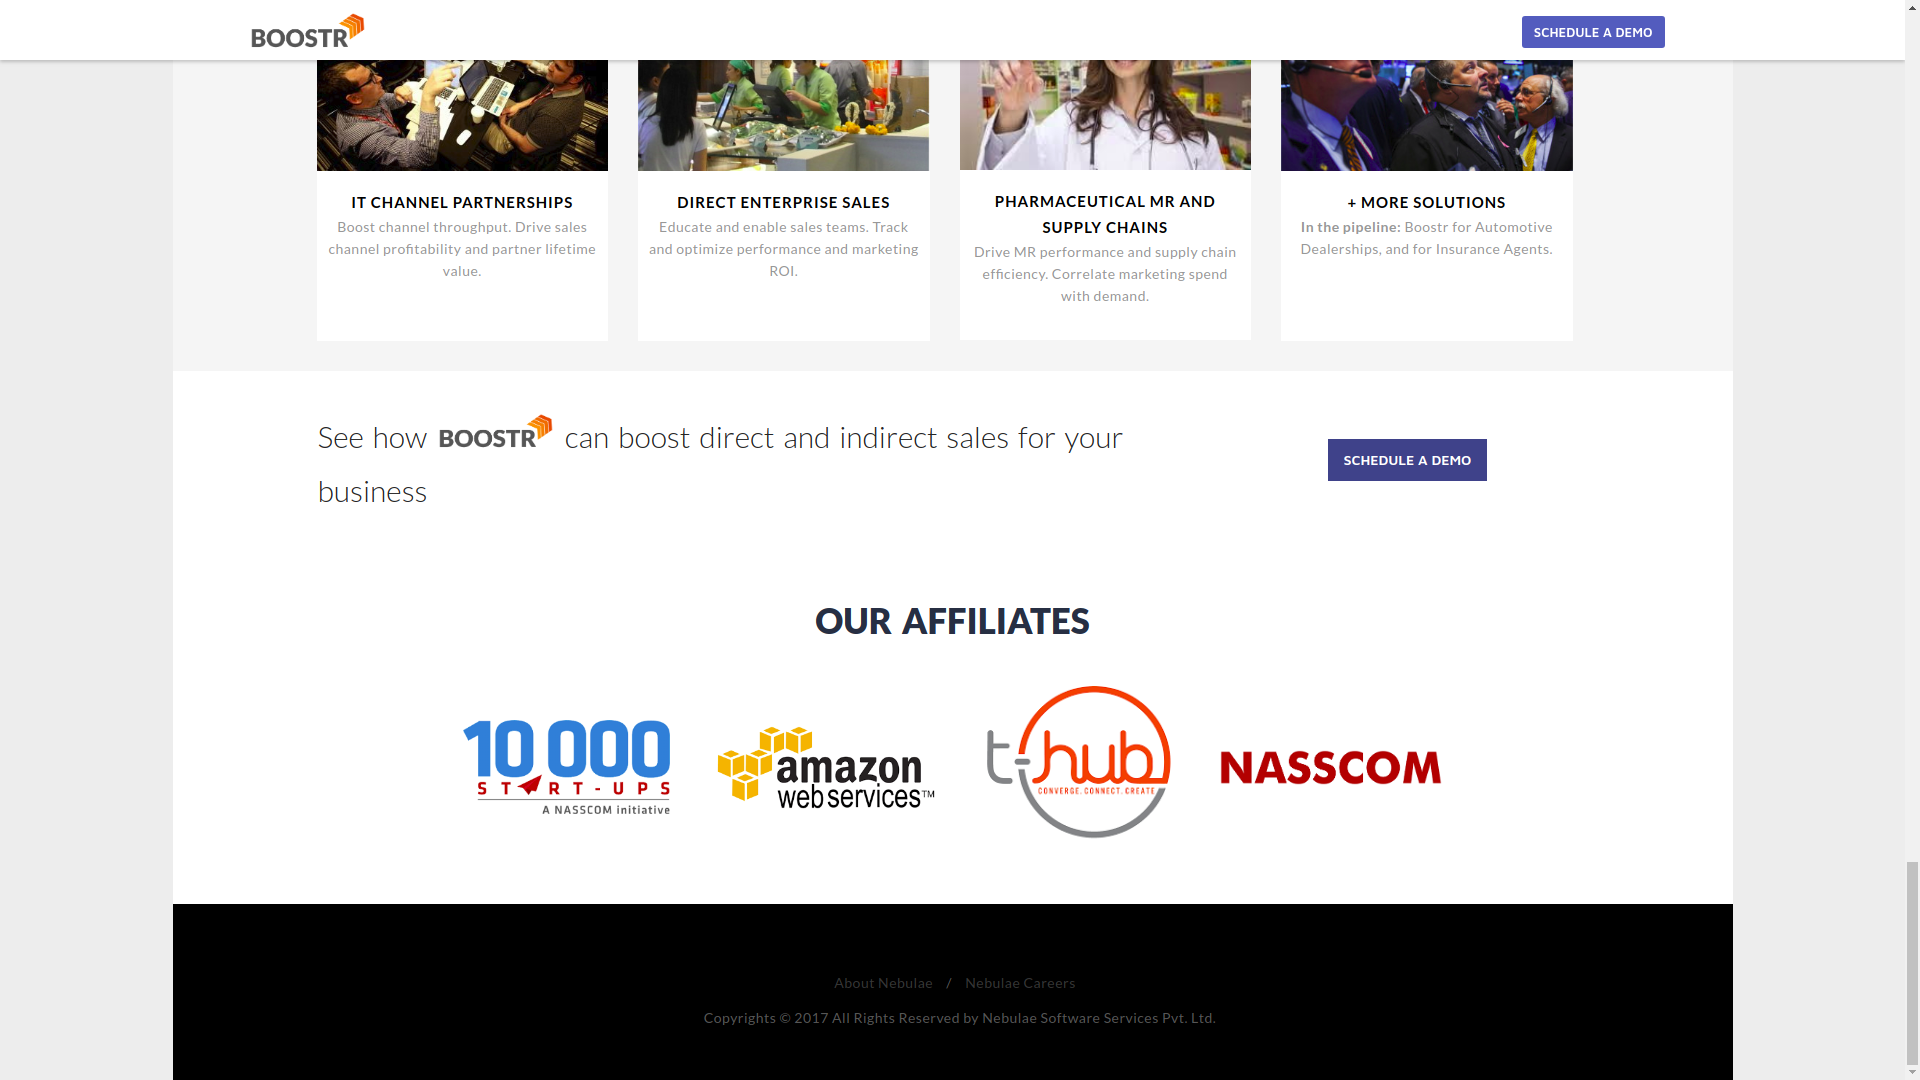 BOOSTR
SCHEDULE A DEMO
IT CHANNEL PARTNERSHIPS
Boost channel throughput. Drive sales
channel profitability and partner lifetime
value.
DIRECT ENTERPRISE SALES
Educate and enable sales teams. Track
and optimize performance and marketing
ROI.
PHARMACEUTICAL MR AND
SUPPLY CHAINS
Drive MR performance and supply chain
efficiency. Correlate marketing spend
with demand.
+ MORE SOLUTIONS
In the pipeline: Boostr for Automotive
Dealerships, and for Insurance Agents.
See how BOOSTR can boost direct and indirect sales for your
business
SCHEDULE A DEMO
OUR AFFILIATES
10 000
START-UPS
A NASSCOM initiative
amazon
web services™
t-hub
CONVERGE. CONNECT. CREATE
NASSCOM
About Nebulae / Nebulae Careers
Copyrights © 2017 All Rights Reserved by Nebulae Software Services Pvt. Ltd.